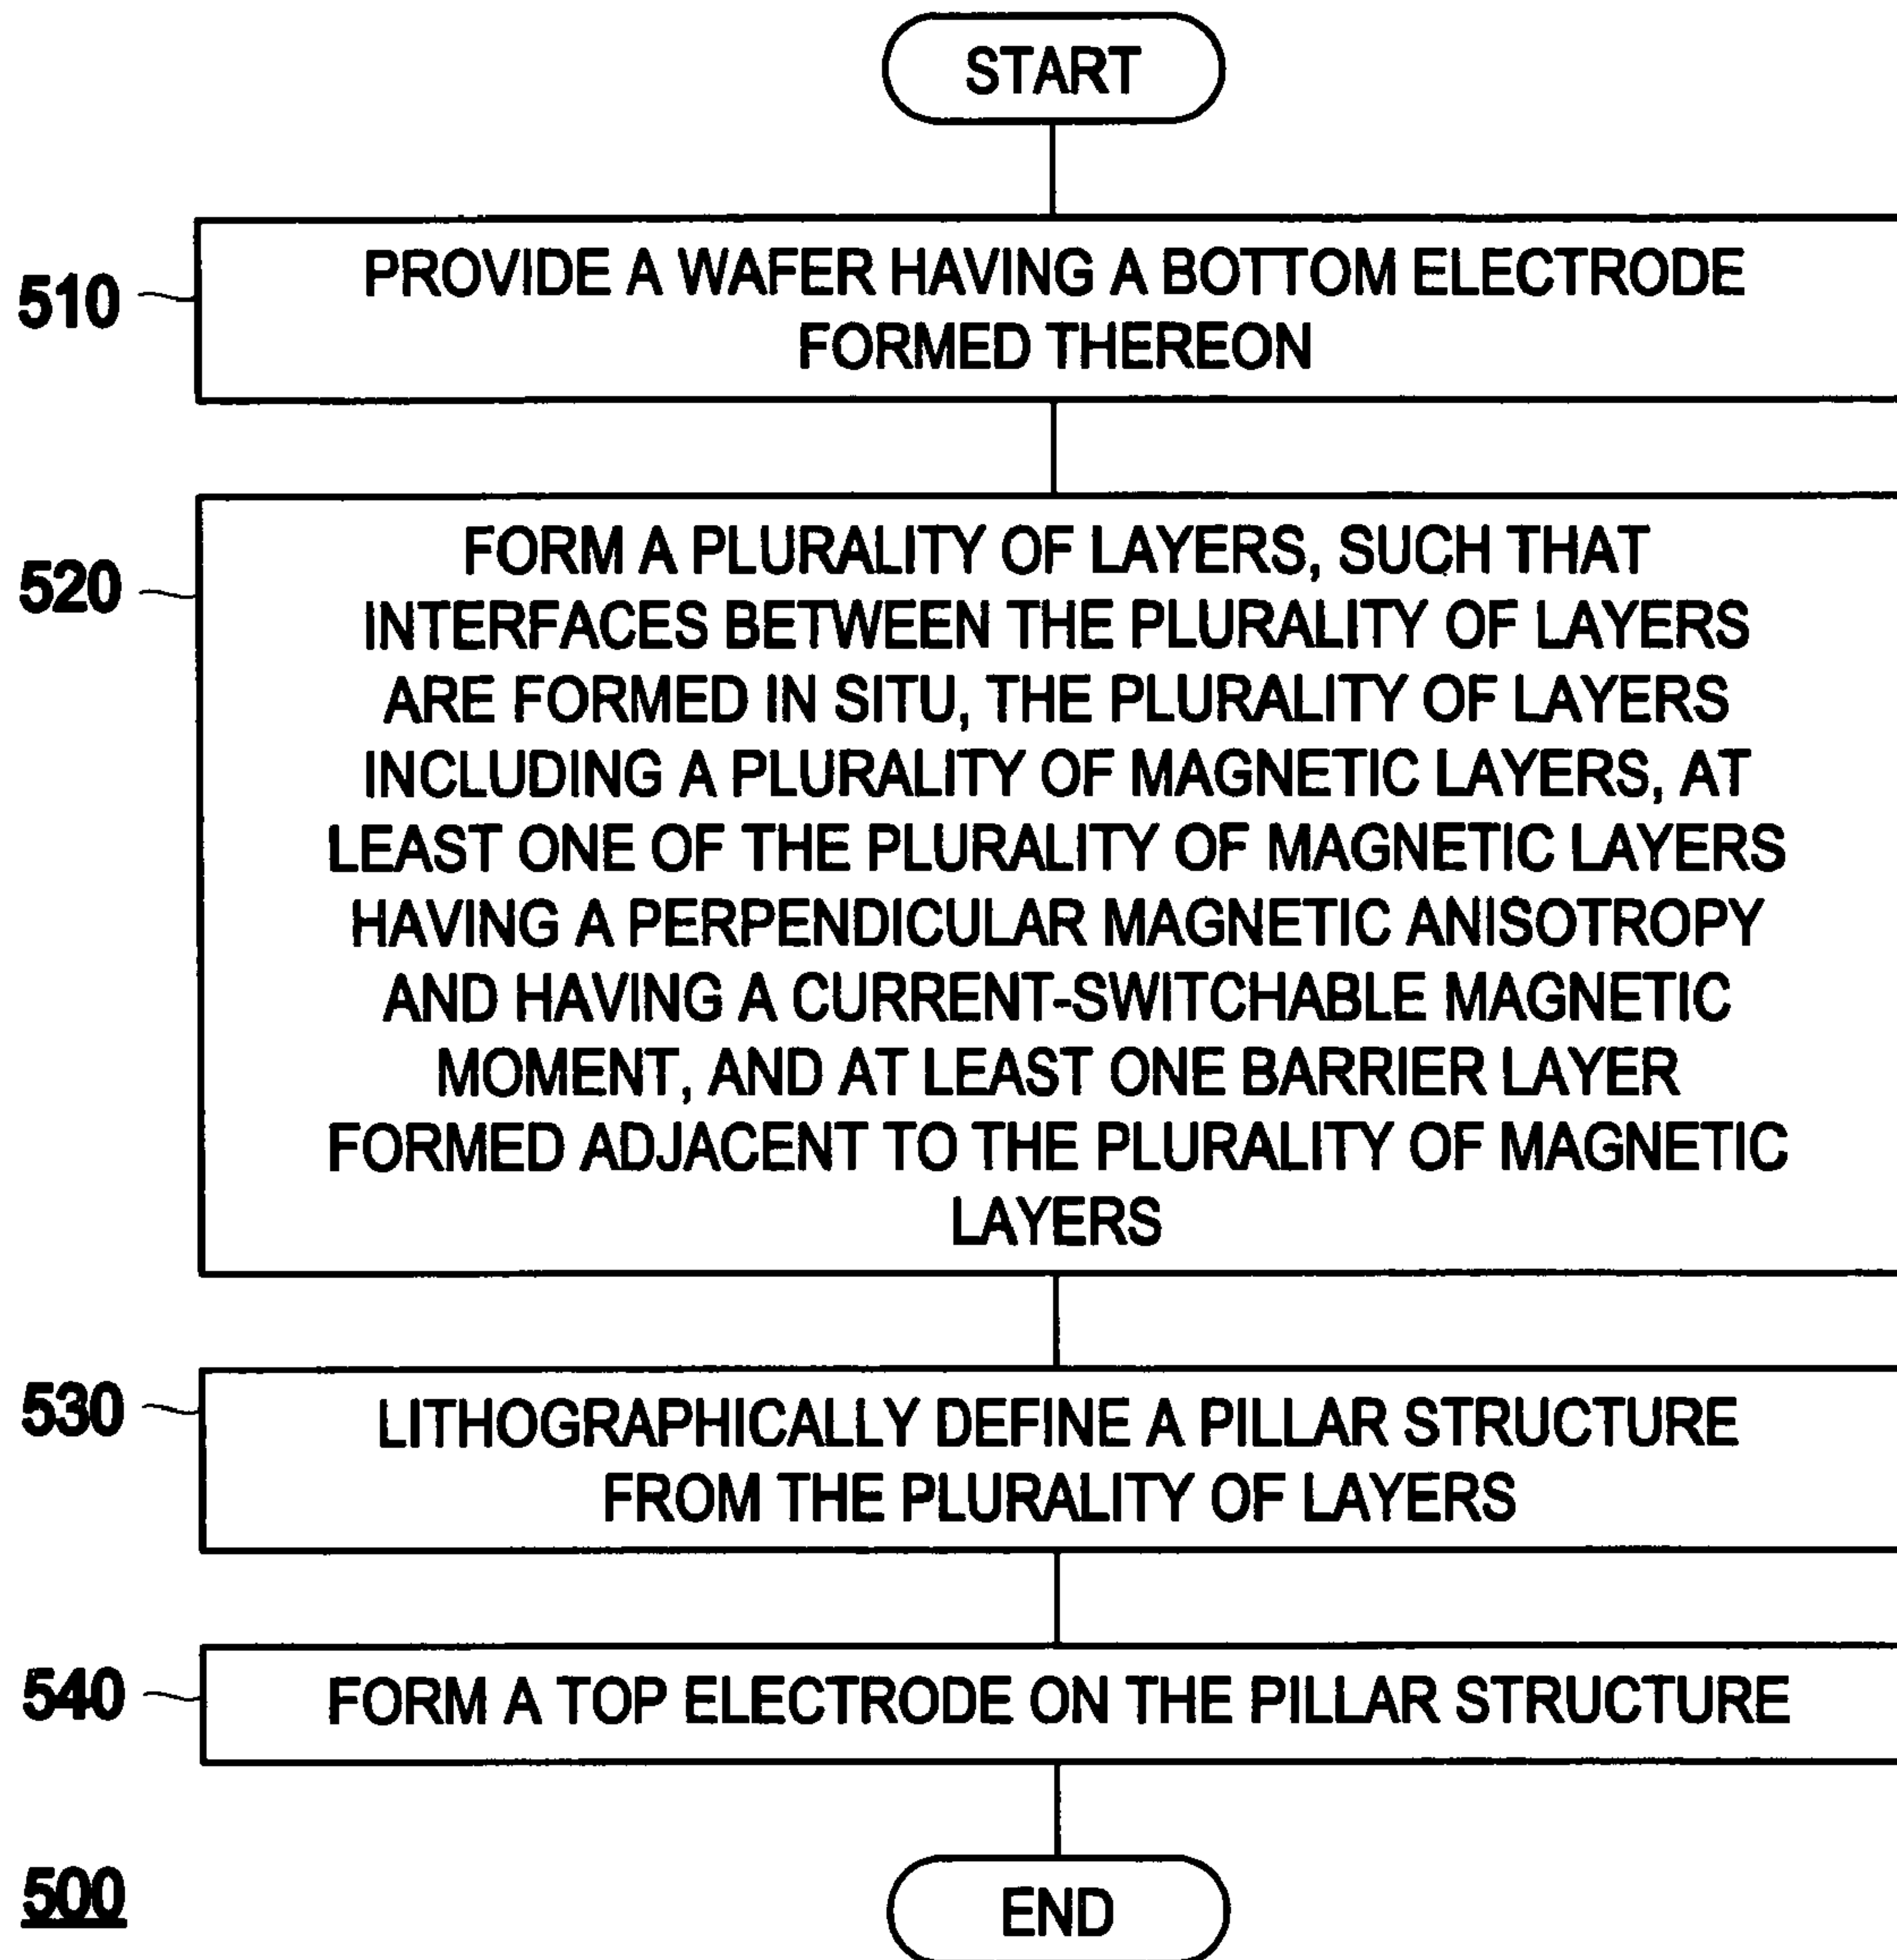 START
510
PROVIDE A WAFER HAVING A BOTTOM ELECTRODE
FORMED THEREON
520
FORM A PLURALITY OF LAYERS, SUCH THAT
INTERFACES BETWEEN THE PLURALITY OF LAYERS
ARE FORMED IN SITU, THE PLURALITY OF LAYERS
INCLUDING A PLURALITY OF MAGNETIC LAYERS, AT
LEAST ONE OF THE PLURALITY OF MAGNETIC LAYERS
HAVING A PERPENDICULAR MAGNETIC ANISOTROPY
AND HAVING A CURRENT-SWITCHABLE MAGNETIC
MOMENT, AND AT LEAST ONE BARRIER LAYER
FORMED ADJACENT TO THE PLURALITY OF MAGNETIC
LAYERS
530
LITHOGRAPHICALLY DEFINE A PILLAR STRUCTURE
FROM THE PLURALITY OF LAYERS
540
FORM A TOP ELECTRODE ON THE PILLAR STRUCTURE
500
END